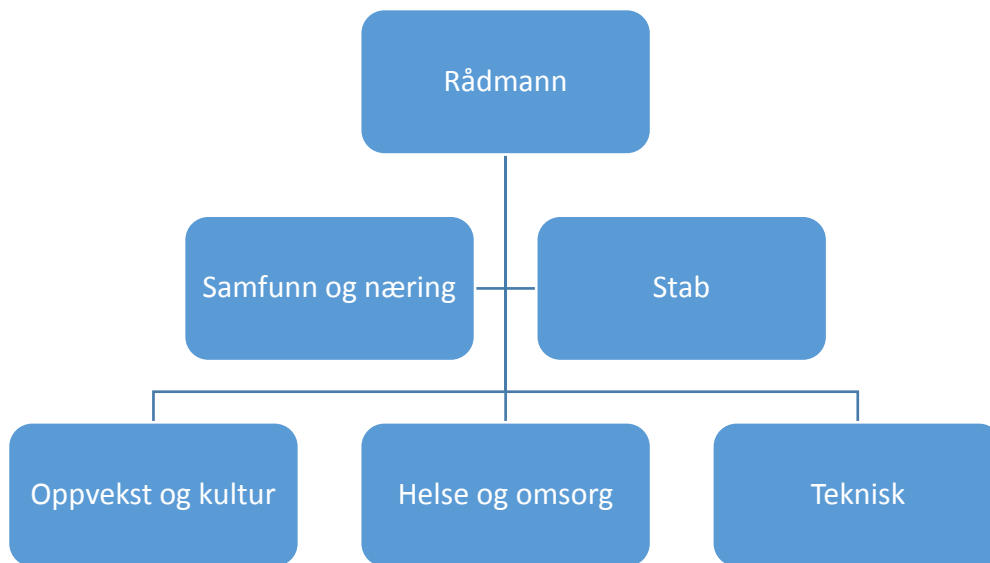 Rådmann
Samfunn og næring
Stab
Oppvekst og kultur
Helse og omsorg
Teknisk